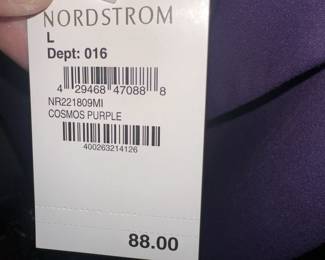 NORDSTROM
L
Dept: 016
4 29468 47088 8
NR221809MI
COSMOS PURPLE
400263214126
88.00